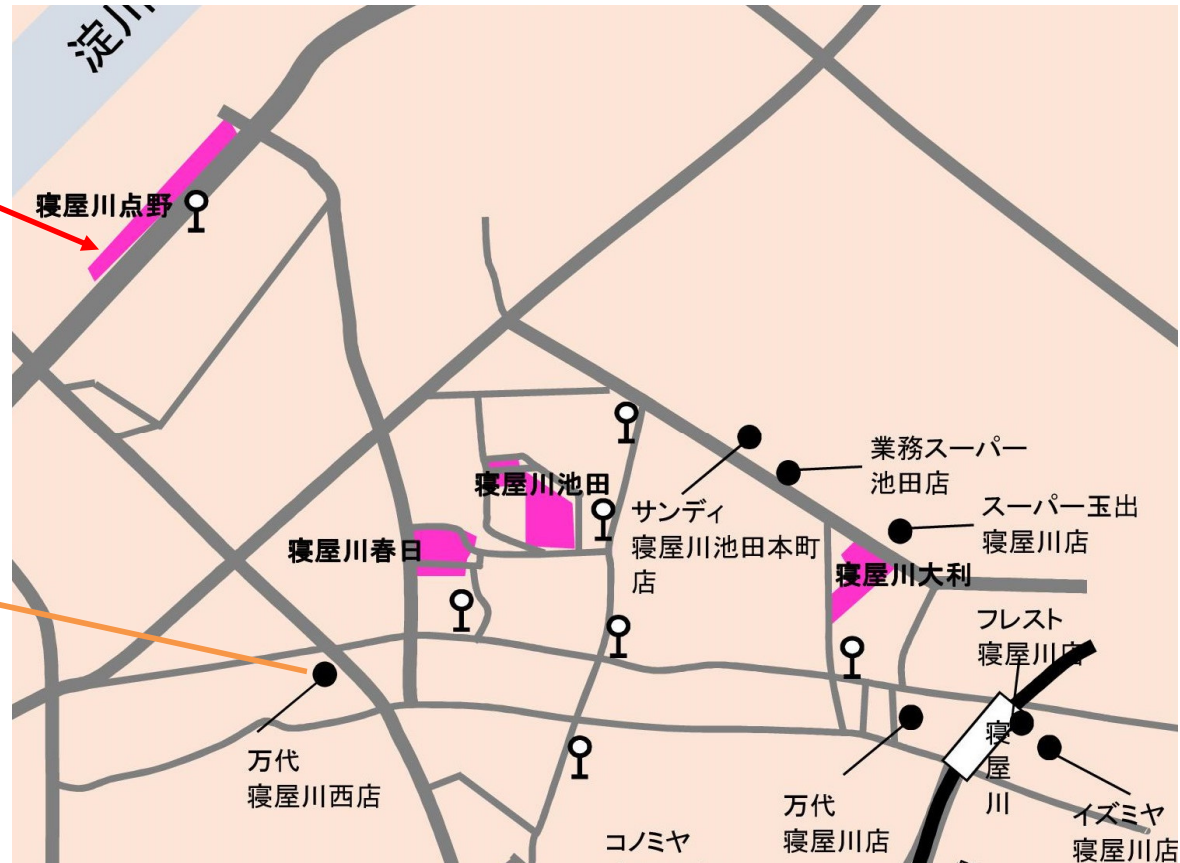 淀川
寝屋川点野
業務スーパー
池田店
寝屋川池田
サンディ
寝屋川池田本町
店
スーパー玉出
寝屋川店
寝屋川春日
寝屋川大利
フレスト
寝屋川店
寝屋川
万代
寝屋川西店
万代
寝屋川店
イズミヤ
寝屋川店
コノミヤ